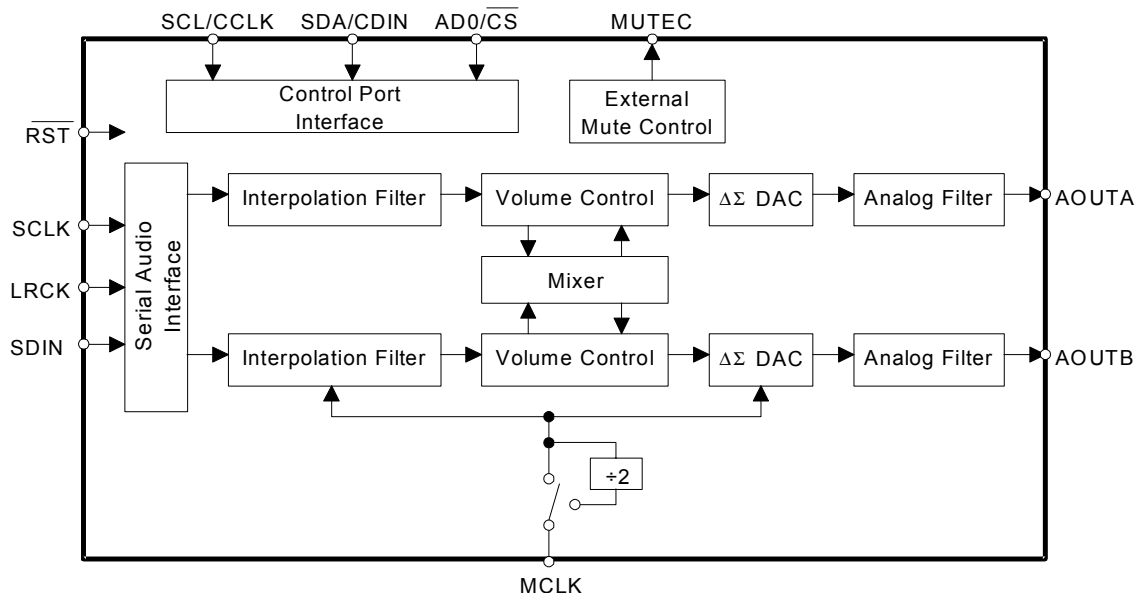 SCL/CCLK SDA/CDIN AD0/C̅S̅ MUTEC
Control Port
Interface
External
Mute Control
R̅S̅T̅
SCLK
LRCK
SDIN
Serial Audio
Interface
Interpolation Filter
Volume Control
ΔΣ DAC
Analog Filter
AOUTA
Mixer
Interpolation Filter
Volume Control
ΔΣ DAC
Analog Filter
AOUTB
÷2
MCLK